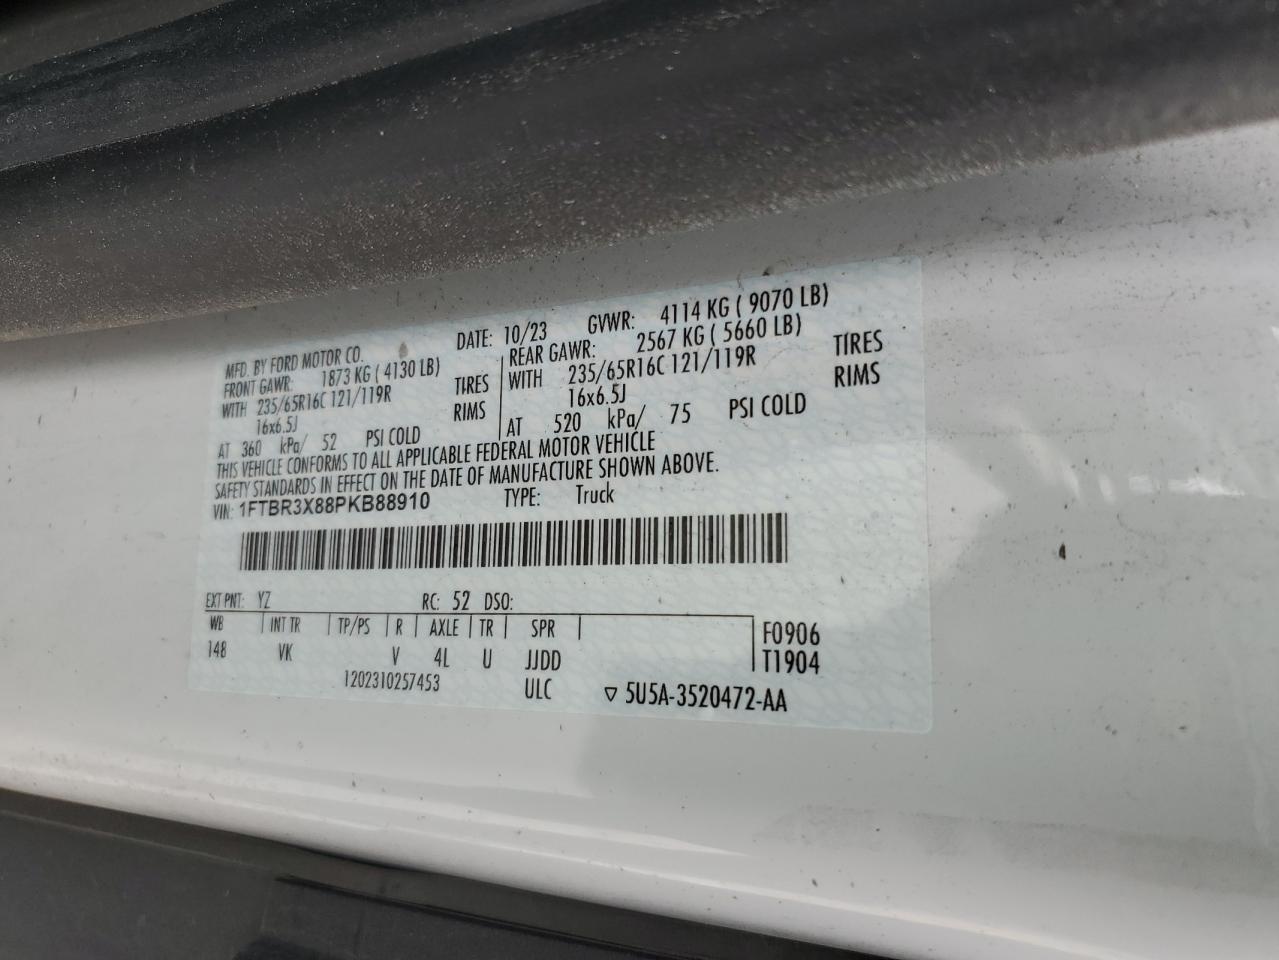 MFD. BY FORD MOTOR CO. DATE: 10/23 GVWR: 4114 KG ( 9070 LB)
FRONT GAWR: 1873 KG ( 4130 LB) REAR GAWR: 2567 KG ( 5660 LB)
WITH 235/65R16C 121/119R TIRES WITH 235/65R16C 121/119R TIRES
16x6.5J RIMS 16x6.5J RIMS
AT 360 kPa/ 52 PSI COLD AT 520 kPa/ 75 PSI COLD
THIS VEHICLE CONFORMS TO ALL APPLICABLE FEDERAL MOTOR VEHICLE
SAFETY STANDARDS IN EFFECT ON THE DATE OF MANUFACTURE SHOWN ABOVE.
VIN: 1FTBR3X88PKB88910 TYPE: Truck
EXT PNT: YZ RC: 52 DSO:
WB INT TR TP/PS R AXLE TR SPR F0906
148 VK V 4L U JJDD T1904
1202310257453 ULC ▽ 5U5A-3520472-AA